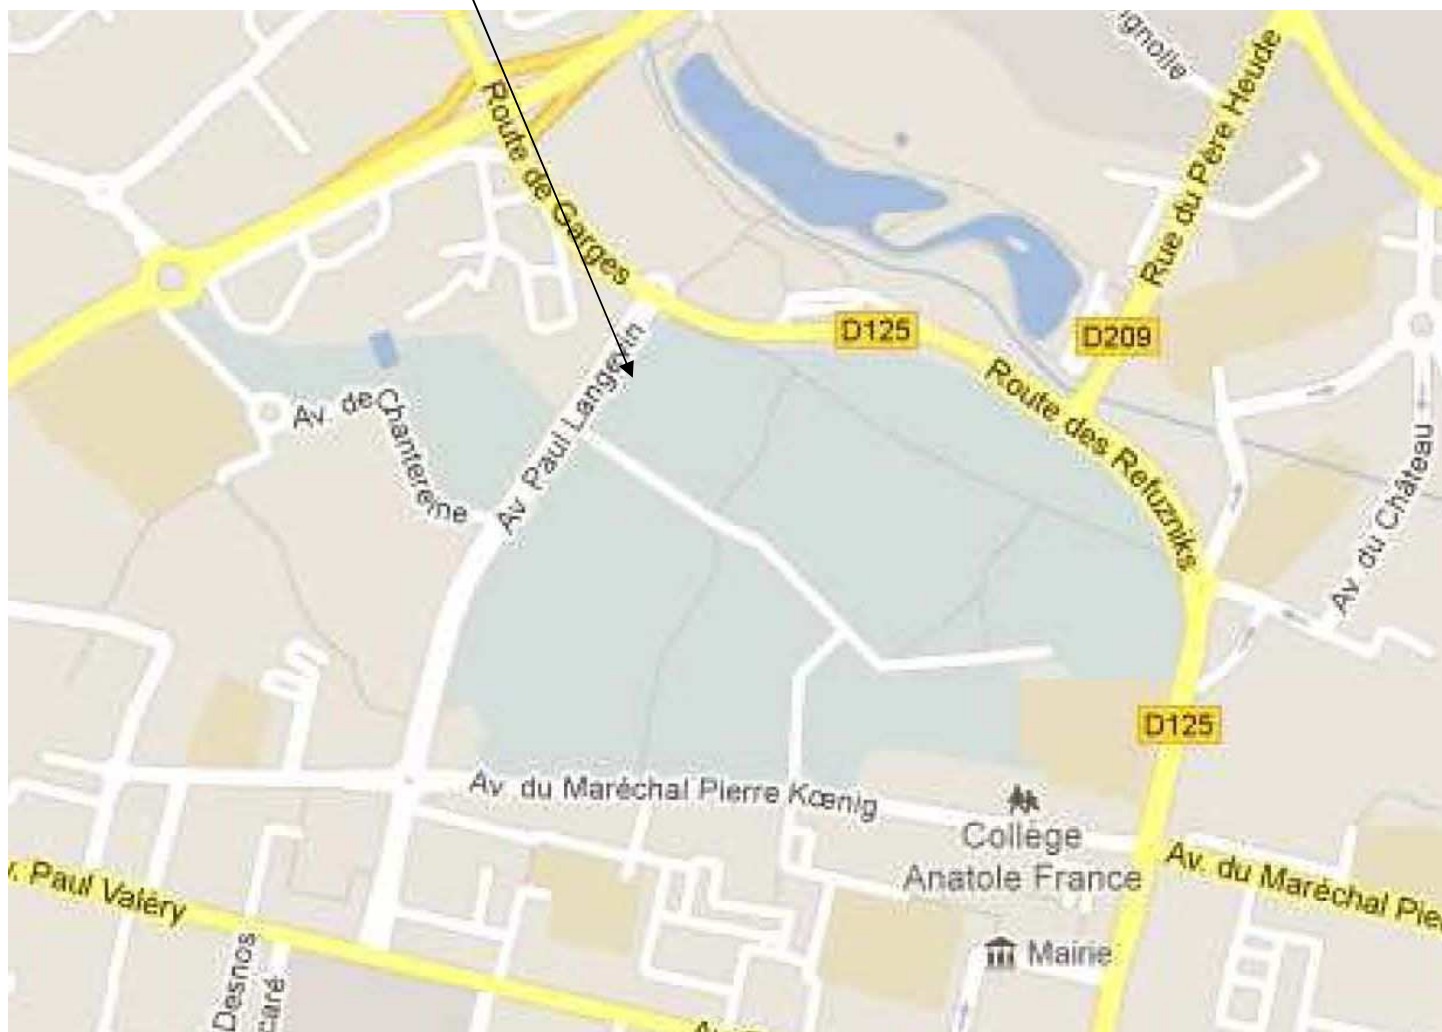 ignolle
Rue du Père Heude
Route de Garges
D125
D209
Route des Refuzniks
Av. Paul Langevin
Av. de Chantereine
Av. du Château
D125
Av. du Maréchal Pierre Kœnig
Collège
Anatole France
Av. du Maréchal Pie
v. Paul Valéry
Mairie
Desnos
caré